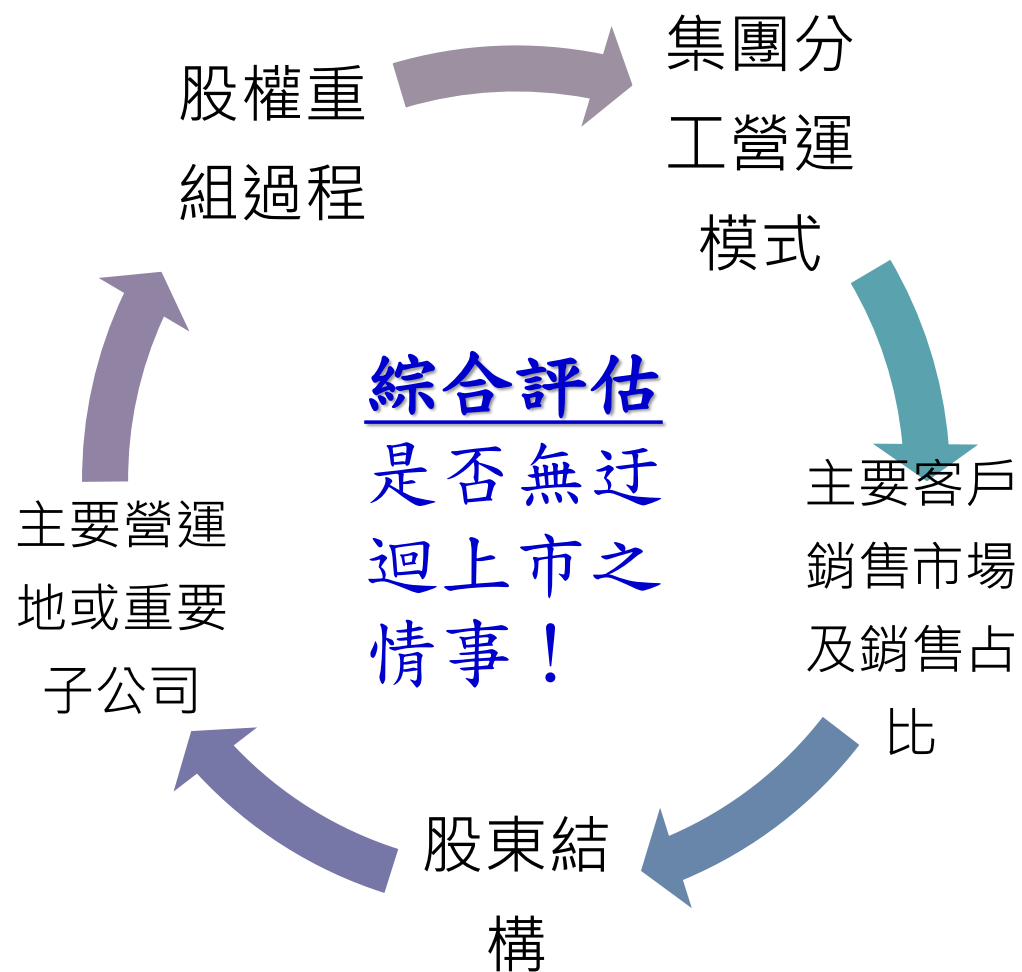 股權重
組過程
集團分
工營運
模式
綜合評估
是否無迂
迴上市之
情事！
主要客戶
銷售市場
及銷售占
比
股東結
構
主要營運
地或重要
子公司